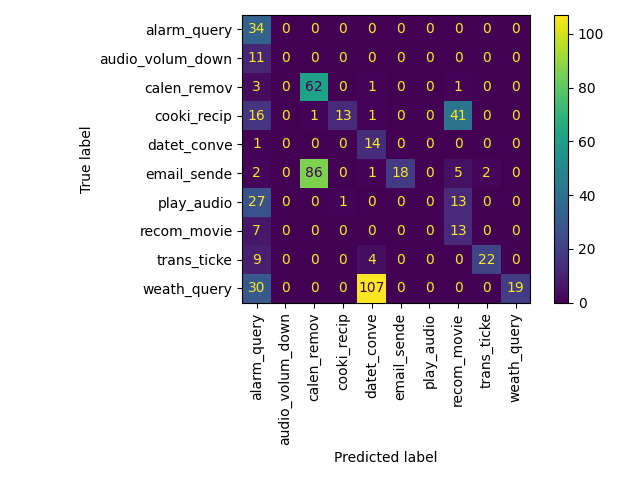 alarm_query 34 0 0 0 0 0 0 0 0 0
audio_volum_down 11 0 0 0 0 0 0 0 0 0
calen_remov 3 0 62 0 1 0 0 1 0 0
cooki_recip 16 0 1 13 1 0 0 41 0 0
datet_conve 1 0 0 0 14 0 0 0 0 0
email_sende 2 0 86 0 1 18 0 5 2 0
play_audio 27 0 0 1 0 0 0 13 0 0
recom_movie 7 0 0 0 0 0 0 13 0 0
trans_ticke 9 0 0 0 4 0 0 0 22 0
weath_query 30 0 0 0 107 0 0 0 0 19
True label
alarm_query
audio_volum_down
calen_remov
cooki_recip
datet_conve
email_sende
play_audio
recom_movie
trans_ticke
weath_query
Predicted label
100
80
60
40
20
0